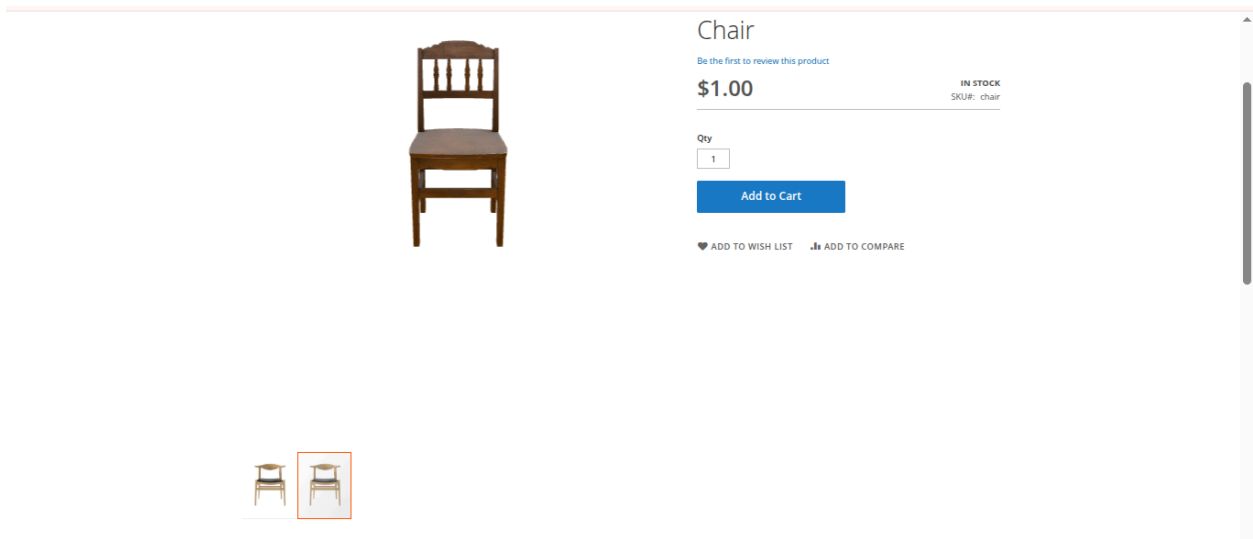 Chair
Be the first to review this product
$1.00
IN STOCK
SKU#: chair
Qty
1
Add to Cart
ADD TO WISH LIST
ADD TO COMPARE